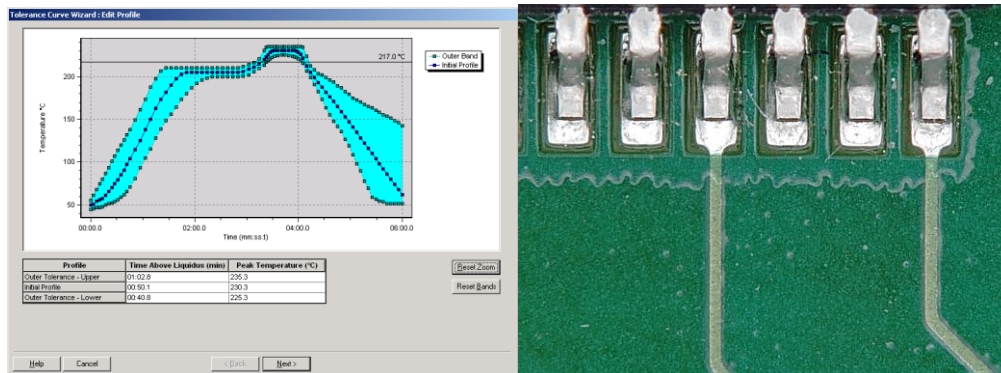 Tolerance Curve Wizard : Edit Profile
217.0 °C
Outer Band
Initial Profile
Temperature °C
200
150
100
50
00:00.0 02:00.0 04:00.0 06:00.0
Time (mm:ss.t)
Profile Time Above Liquidus (min) Peak Temperature (°C)
Outer Tolerance - Upper 01:02.8 235.3
Initial Profile 00:50.1 230.3
Outer Tolerance - Lower 00:40.8 225.3
Reset Zoom
Reset Bands
Help Cancel < Back Next >